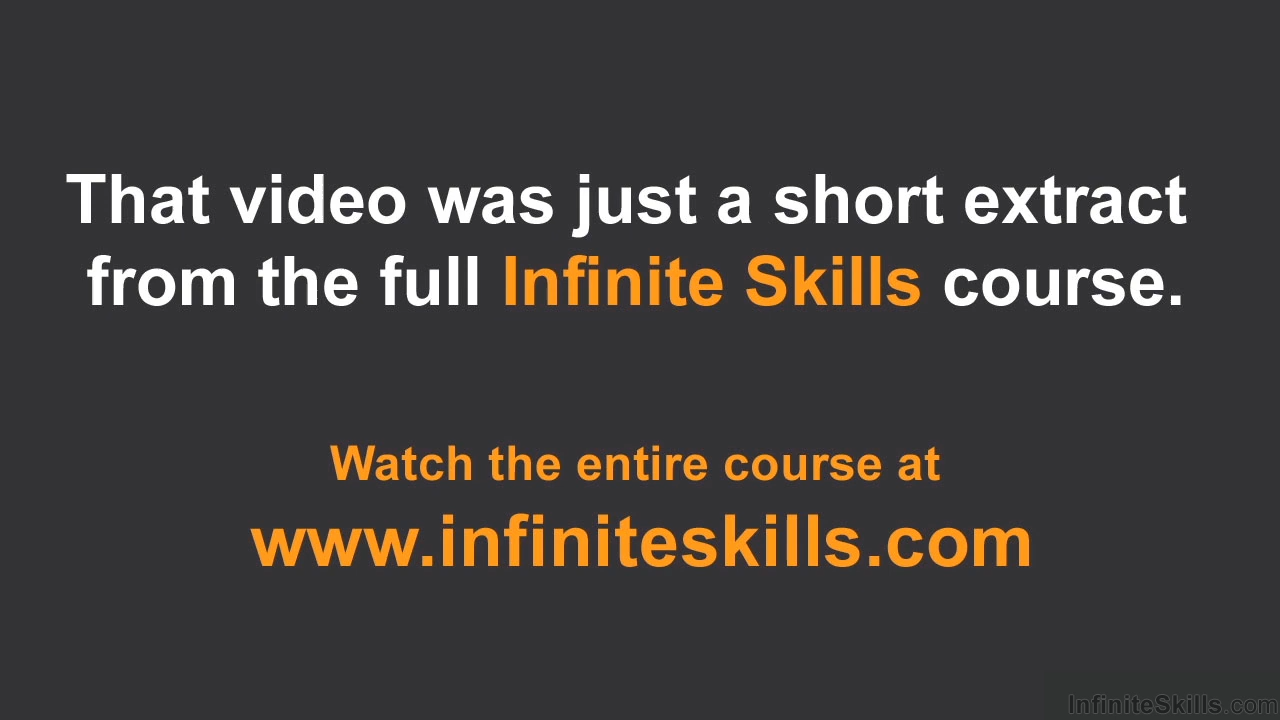 That video was just a short extract
from the full Infinite Skills course.
Watch the entire course at
www.infiniteskills.com
InfiniteSkills.com